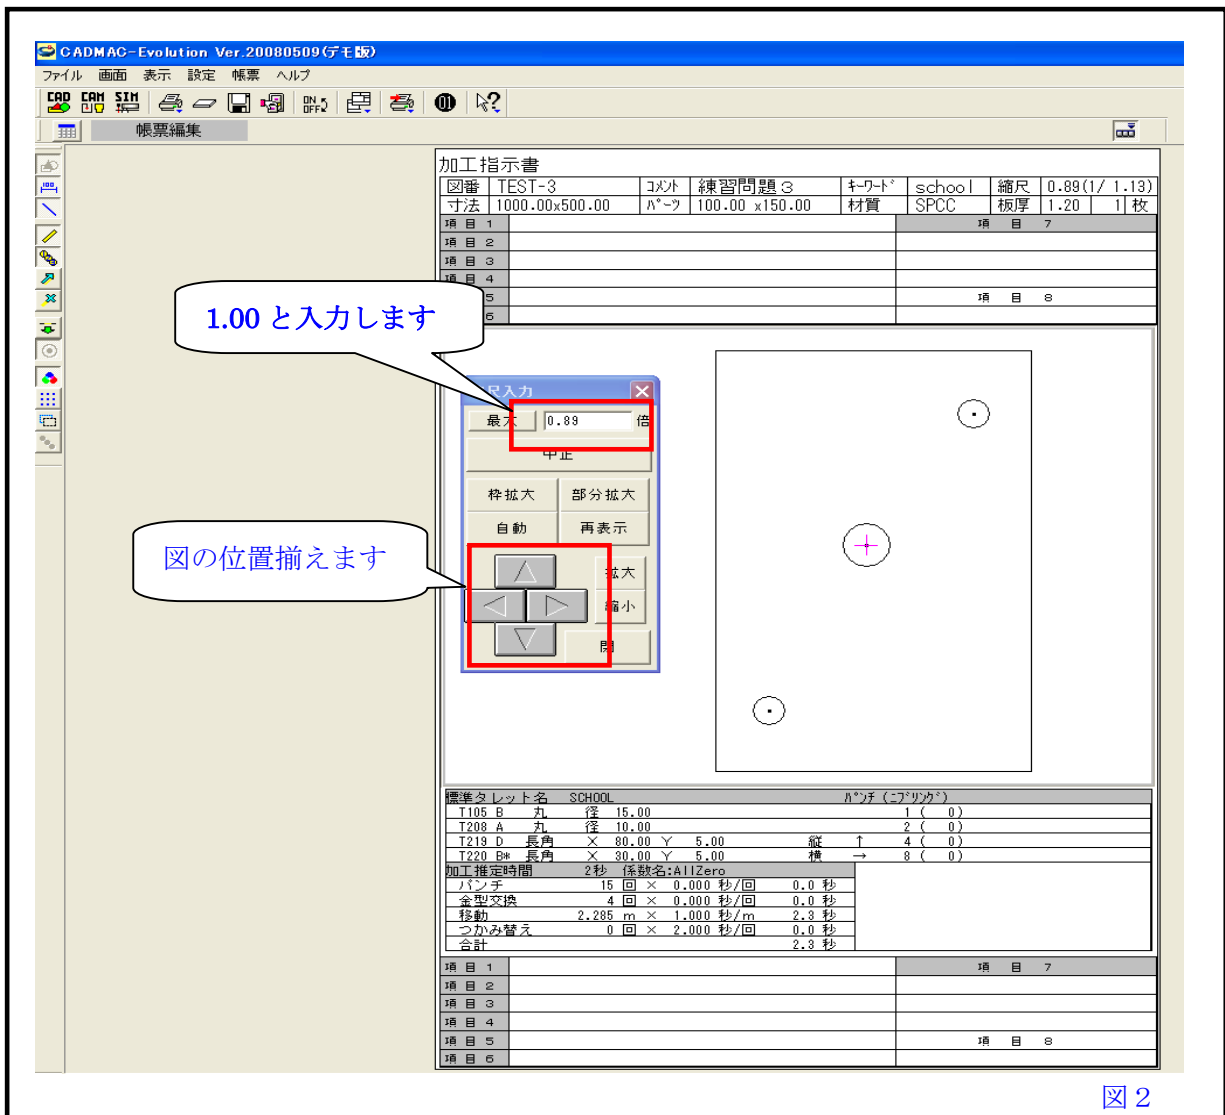 CADMAC-Evolution Ver.20080509(デモ版)
ファイル 画面 表示 設定 帳票 ヘルプ
CAD CAM SIM ON OFF
帳票編集
加工指示書
図番 TEST-3 コメント 練習問題３ キーワード school 縮尺 0.89(1/ 1.13)
寸法 1000.00x500.00 パーツ 100.00 x150.00 材質 SPCC 板厚 1.20 1 枚
項目 1 項目 7
項目 2
項目 3
項目 4
5 項目 8
6
1.00 と入力します
尺入力
最大 0.89 倍
中正
枠拡大 部分拡大
自動 再表示
図の位置揃えます
拡大
縮小
閉
標準タレット名 SCHOOL パンチ (ニブリング)
T105 B 丸 径 15.00 1 ( 0)
T208 A 丸 径 10.00 2 ( 0)
T219 D 長角 X 80.00 Y 5.00 縦 ↑ 4 ( 0)
T220 B* 長角 X 30.00 Y 5.00 横 → 8 ( 0)
加工推定時間 2秒 係数名:AllZero
パンチ 15 回 × 0.000 秒/回 0.0 秒
金型交換 4 回 × 0.000 秒/回 0.0 秒
移動 2.285 m × 1.000 秒/m 2.3 秒
つかみ替え 0 回 × 2.000 秒/回 0.0 秒
合計 2.3 秒
項目 1 項目 7
項目 2
項目 3
項目 4
項目 5 項目 8
項目 6
図２